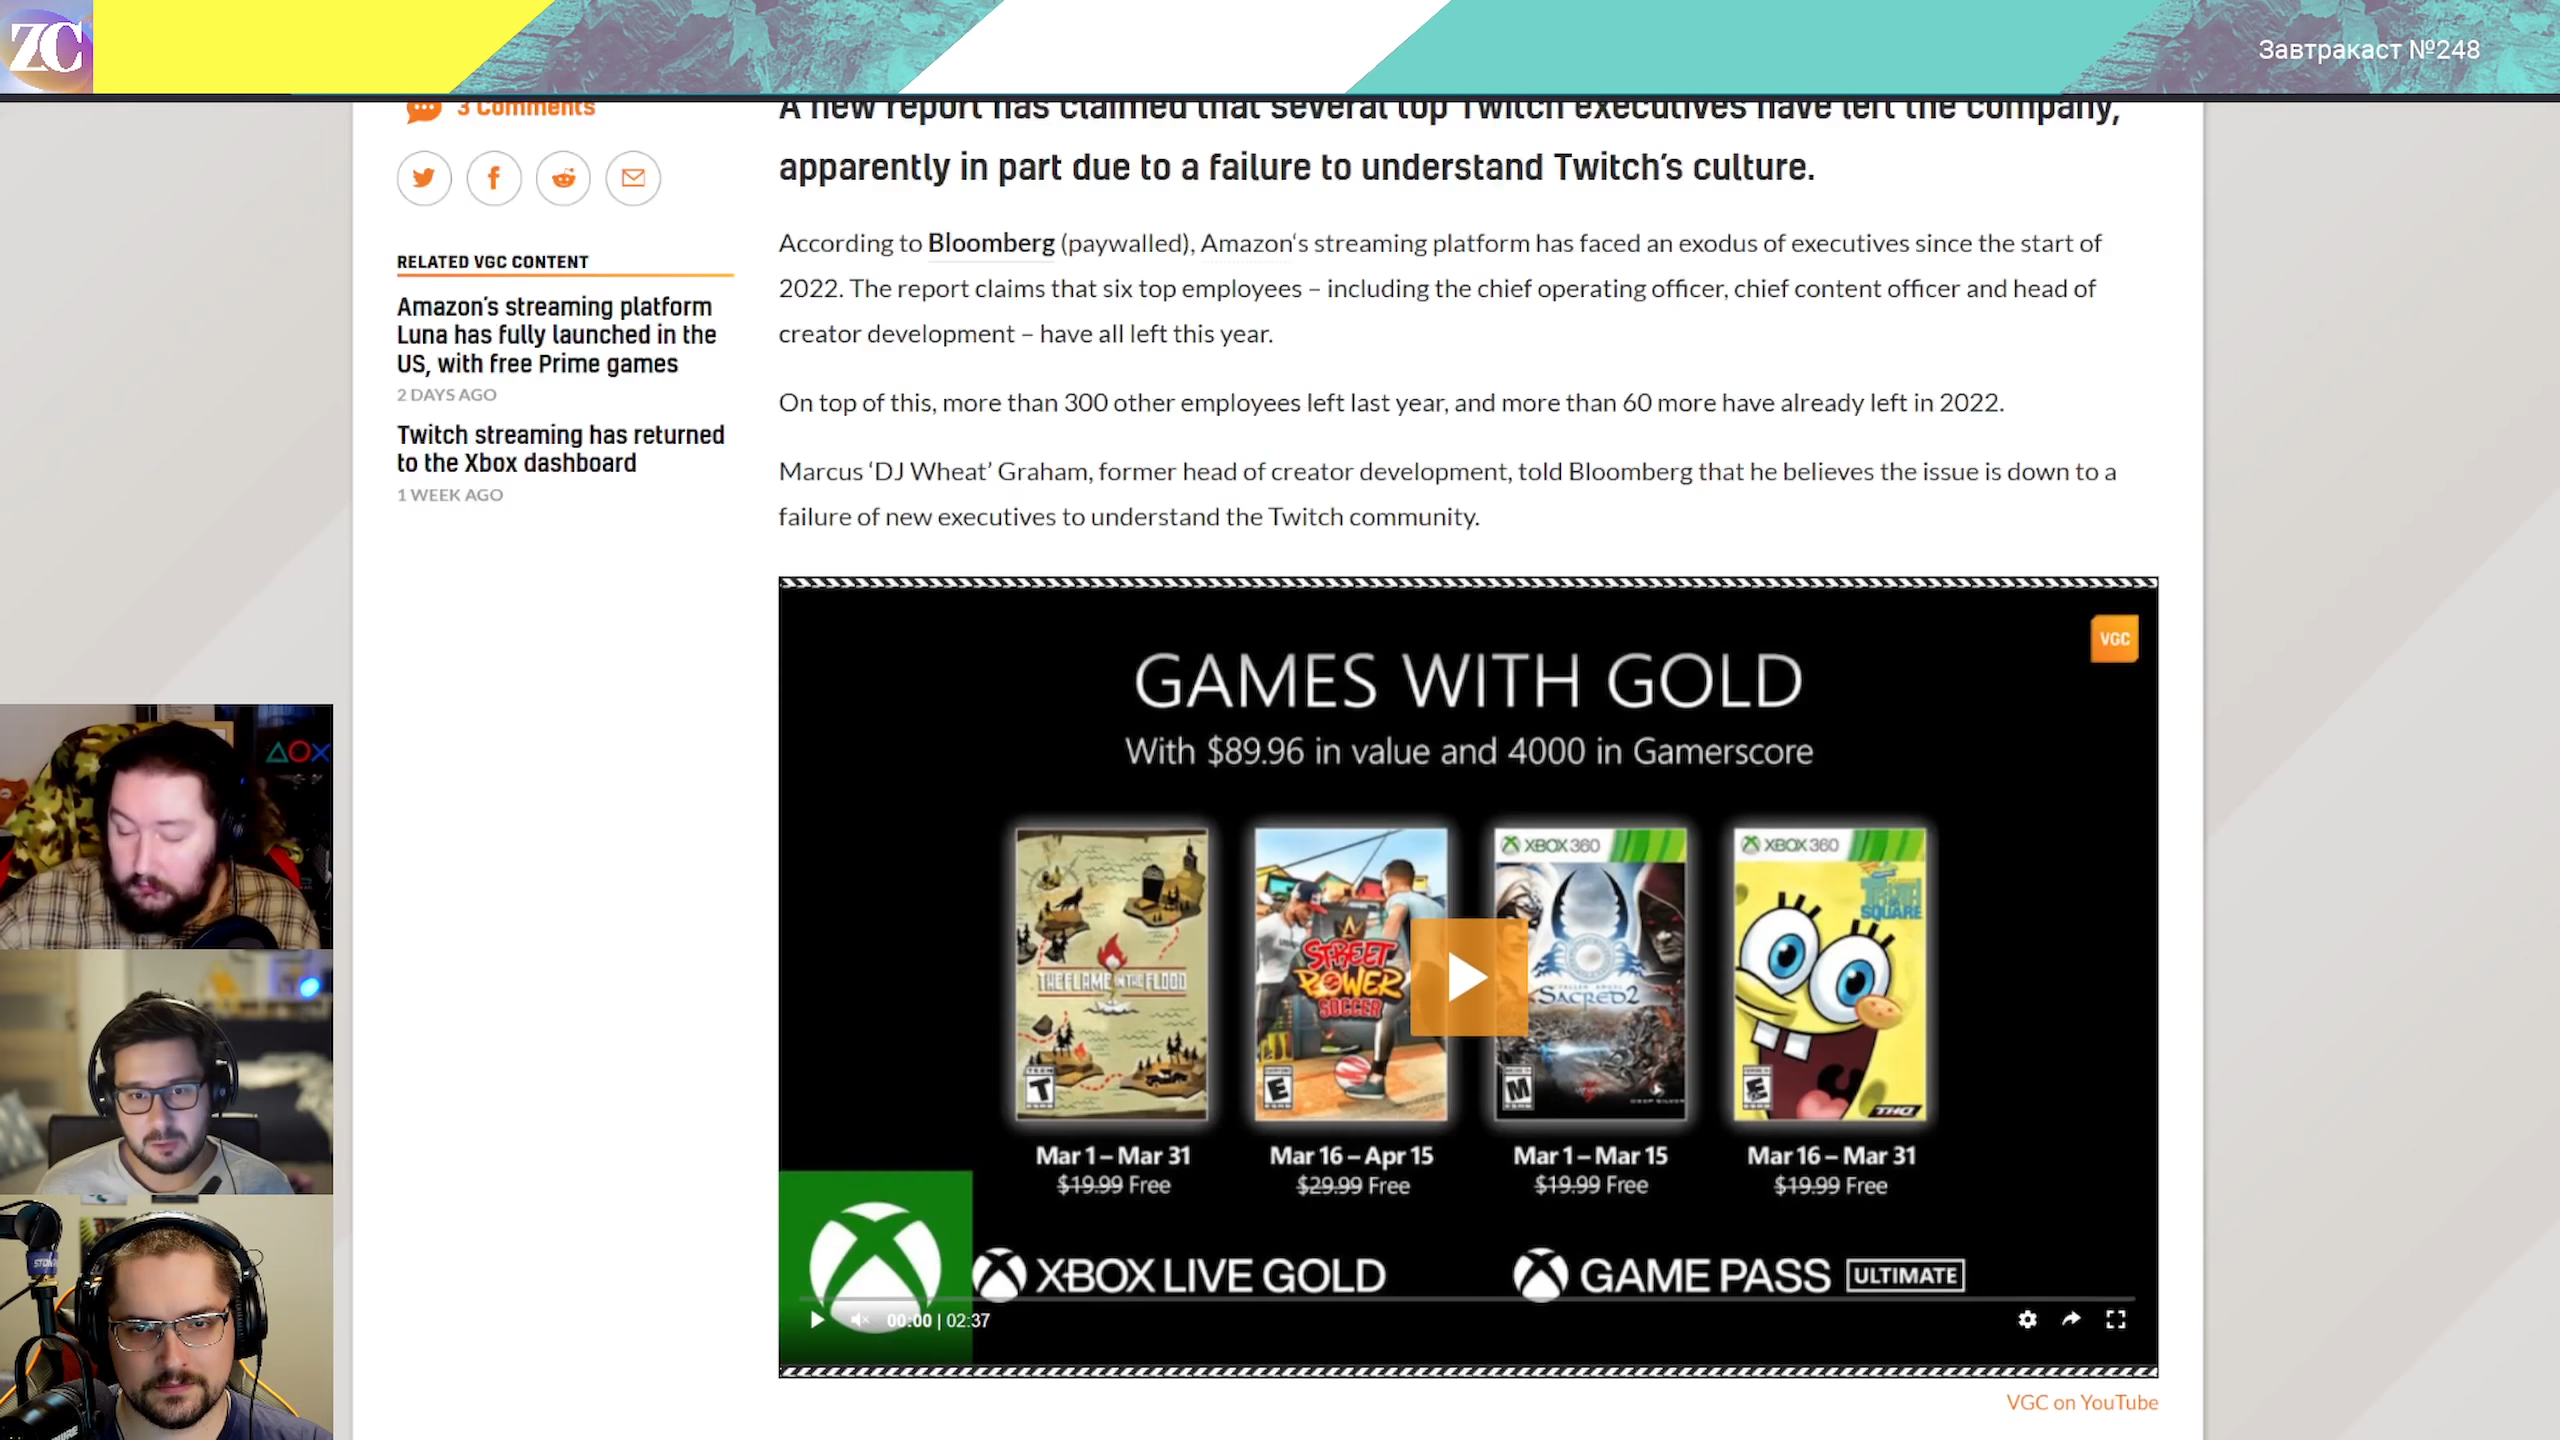 ZC
Завтракаст №248
3 Comments
A new report has claimed that several top Twitch executives have left the company,
apparently in part due to a failure to understand Twitch’s culture.
According to Bloomberg (paywalled), Amazon‘s streaming platform has faced an exodus of executives since the start of
2022. The report claims that six top employees – including the chief operating officer, chief content officer and head of
creator development – have all left this year.
On top of this, more than 300 other employees left last year, and more than 60 more have already left in 2022.
Marcus ‘DJ Wheat’ Graham, former head of creator development, told Bloomberg that he believes the issue is down to a
failure of new executives to understand the Twitch community.
RELATED VGC CONTENT
Amazon’s streaming platform
Luna has fully launched in the
US, with free Prime games
2 DAYS AGO
Twitch streaming has returned
to the Xbox dashboard
1 WEEK AGO
VGC
GAMES WITH GOLD
With $89.96 in value and 4000 in Gamerscore
THE FLAME IN THE FLOOD
TEEN
T
STREET
POWER
SOCCER
E
XBOX 360
SACRED 2
M
XBOX 360
SQUARE
E
THQ
Mar 1 – Mar 31
$19.99 Free
Mar 16 – Apr 15
$29.99 Free
Mar 1 – Mar 15
$19.99 Free
Mar 16 – Mar 31
$19.99 Free
XBOX LIVE GOLD
GAME PASS ULTIMATE
00:00 | 02:37
VGC on YouTube